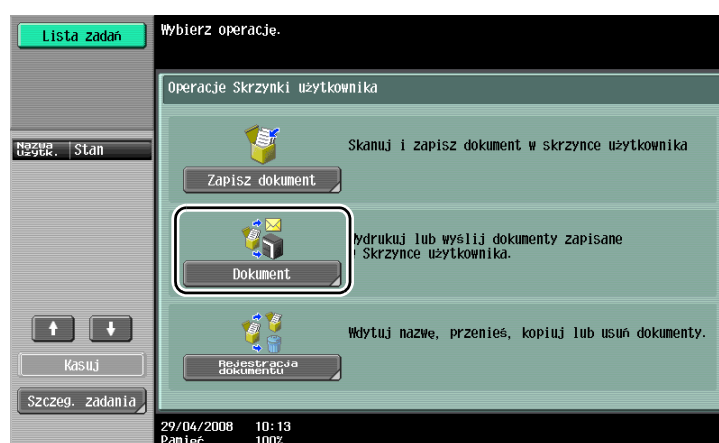 Lista zadań
Wybierz operację.
Operacje Skrzynki użytkownika
Nazwa
użytk.
Stan
Skanuj i zapisz dokument w skrzynce użytkownika
Zapisz dokument
Wydrukuj lub wyślij dokumenty zapisane
Skrzynce użytkownika.
Dokument
Wdytuj nazwę, przenieś, kopiuj lub usuń dokumenty.
Rejestracja
dokumentu
Kasuj
Szczeg. zadania
29/04/2008 10:13
Pamięć 100%